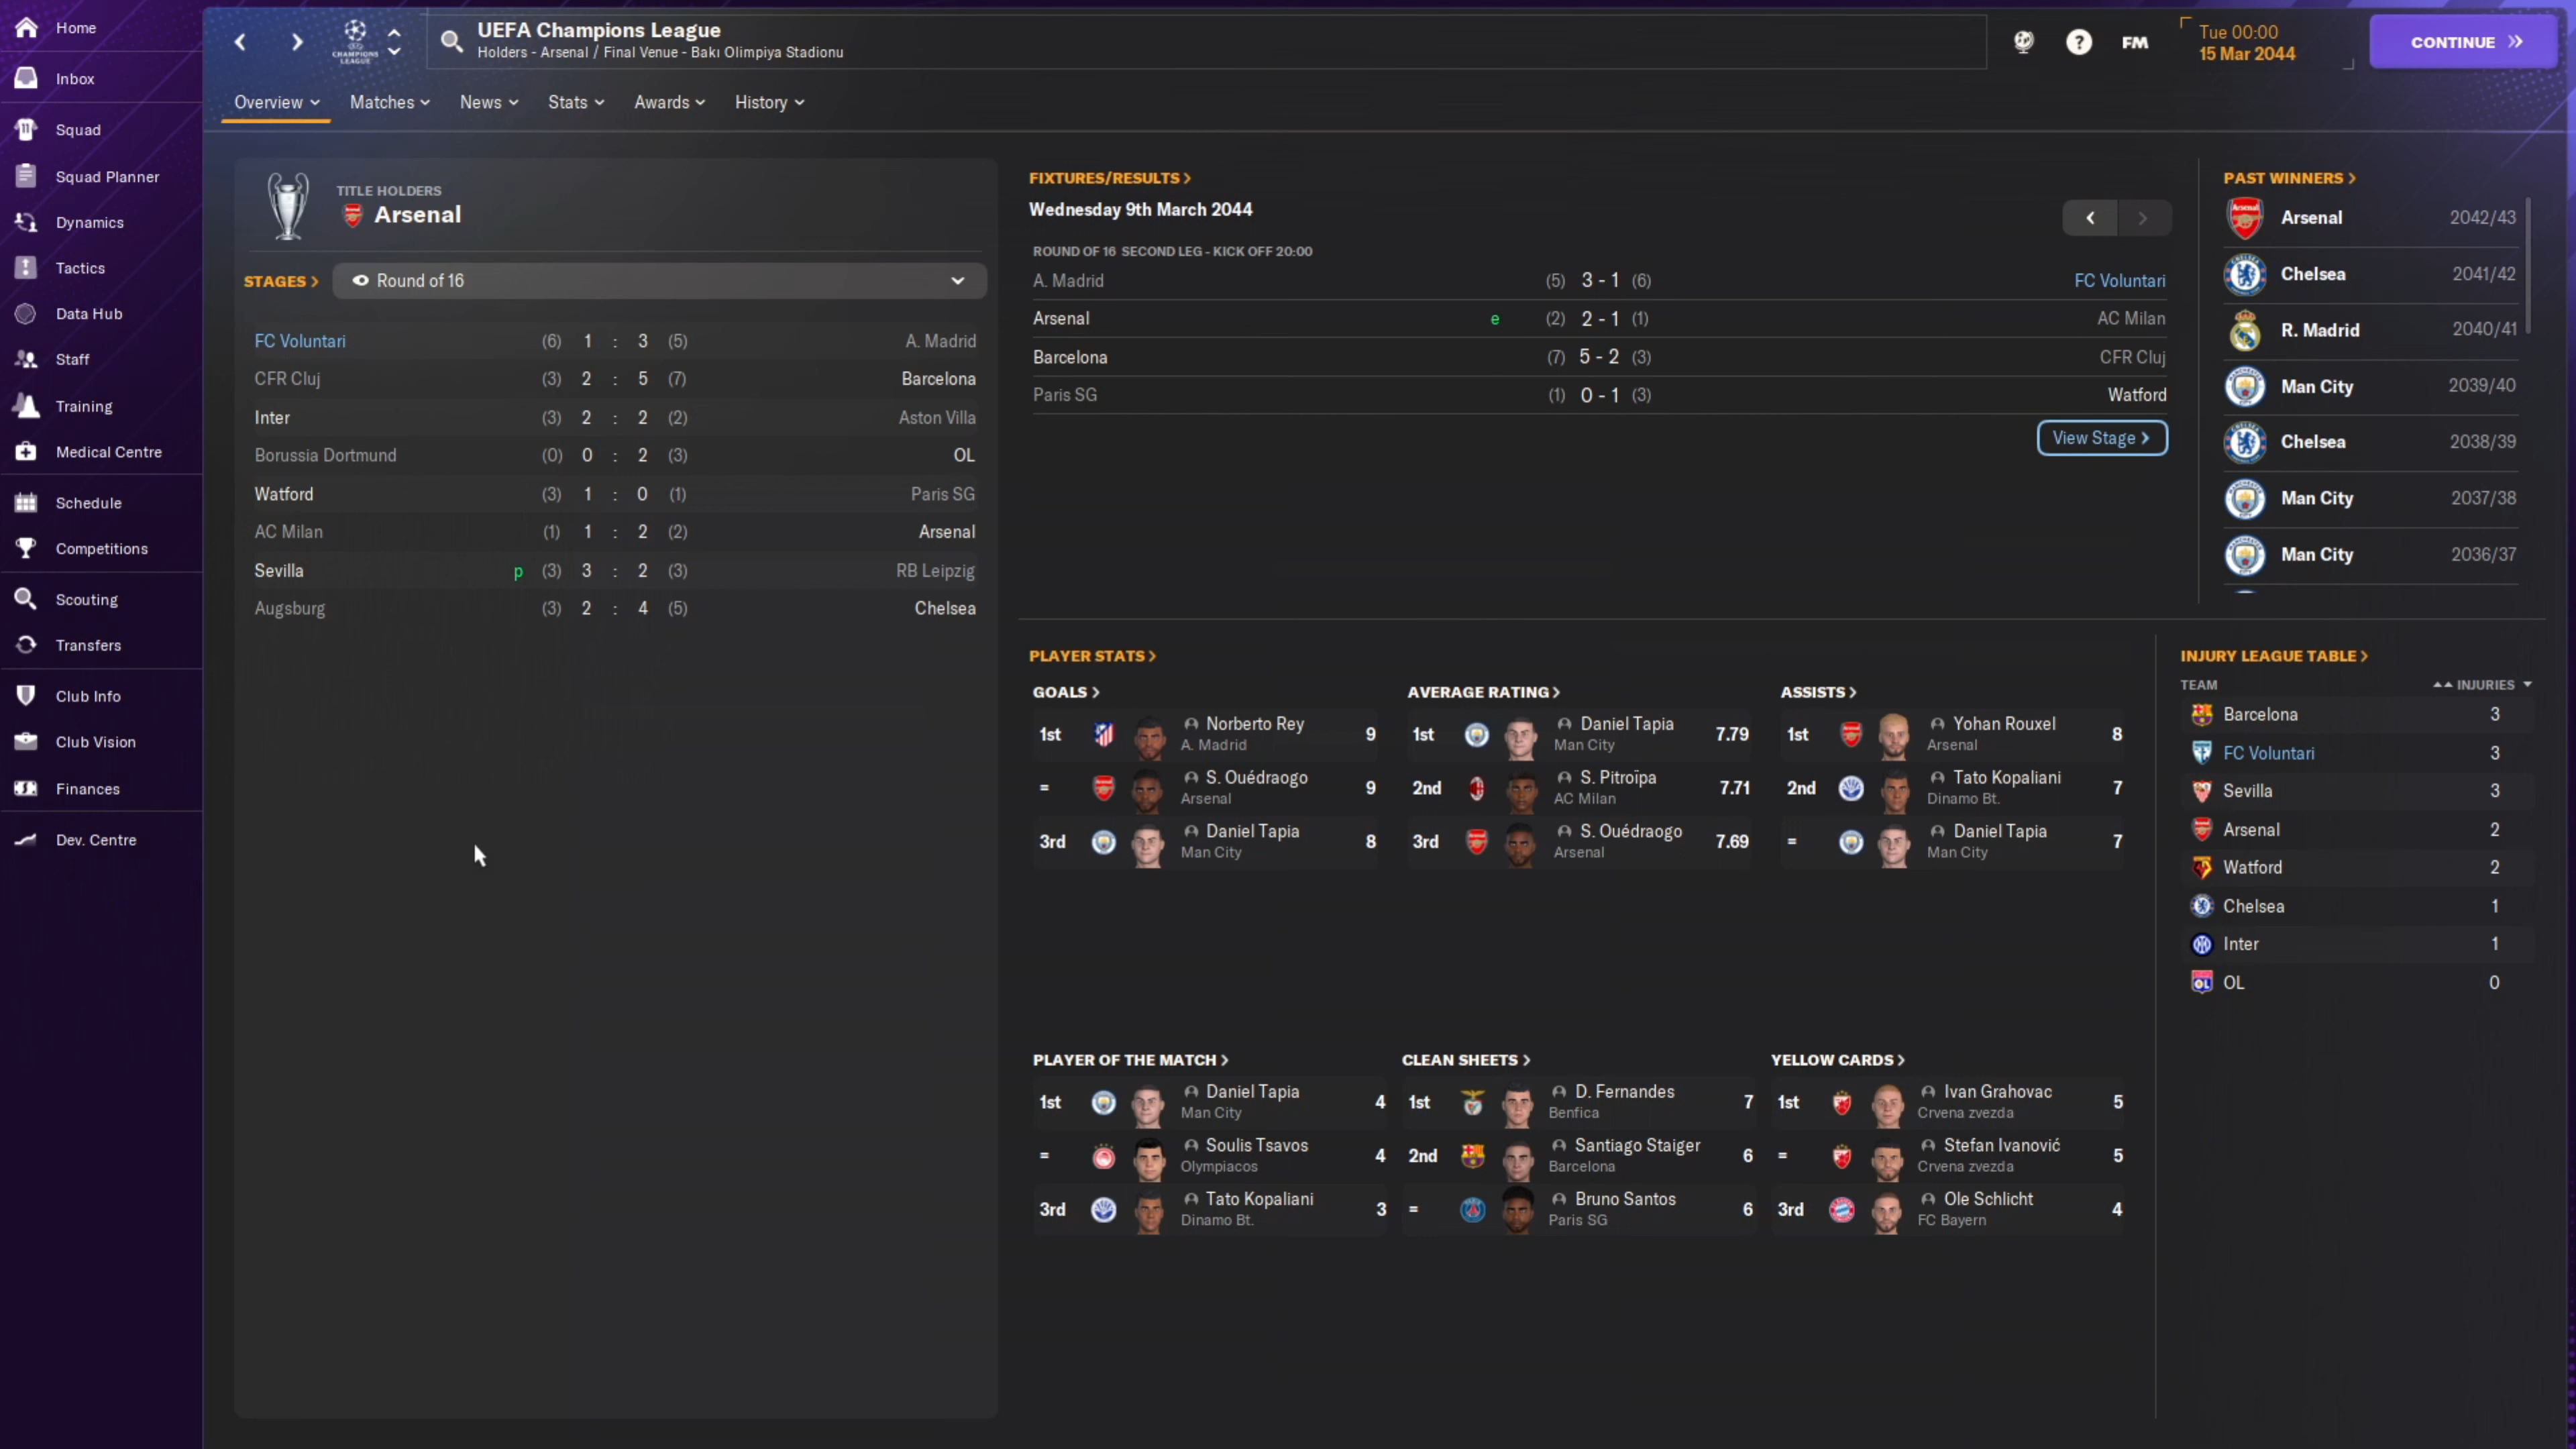 Home
Inbox
Squad
Squad Planner
Dynamics
Tactics
Data Hub
Staff
Training
Medical Centre
Schedule
Competitions
Scouting
Transfers
Club Info
Club Vision
Finances
Dev. Centre
CHAMPIONS LEAGUE
UEFA Champions League
Holders - Arsenal / Final Venue - Bakı Olimpiya Stadionu
?
FM
Tue 00:00
15 Mar 2044
CONTINUE
Overview Matches News Stats Awards History
TITLE HOLDERS
Arsenal
STAGES
Round of 16
FC Voluntari (6) 1 : 3 (5) A. Madrid
CFR Cluj (3) 2 : 5 (7) Barcelona
Inter (3) 2 : 2 (2) Aston Villa
Borussia Dortmund (0) 0 : 2 (3) OL
Watford (3) 1 : 0 (1) Paris SG
AC Milan (1) 1 : 2 (2) Arsenal
Sevilla p (3) 3 : 2 (3) RB Leipzig
Augsburg (3) 2 : 4 (5) Chelsea
FIXTURES/RESULTS
Wednesday 9th March 2044
ROUND OF 16 SECOND LEG - KICK OFF 20:00
A. Madrid (5) 3 - 1 (6) FC Voluntari
Arsenal e (2) 2 - 1 (1) AC Milan
Barcelona (7) 5 - 2 (3) CFR Cluj
Paris SG (1) 0 - 1 (3) Watford
View Stage
PAST WINNERS
Arsenal 2042/43
Chelsea 2041/42
R. Madrid 2040/41
Man City 2039/40
Chelsea 2038/39
Man City 2037/38
Man City 2036/37
PLAYER STATS
GOALS
1st Norberto Rey 9
A. Madrid
= S. Ouédraogo 9
Arsenal
3rd Daniel Tapia 8
Man City
AVERAGE RATING
1st Daniel Tapia 7.79
Man City
2nd S. Pitroïpa 7.71
AC Milan
3rd S. Ouédraogo 7.69
Arsenal
ASSISTS
1st Yohan Rouxel 8
Arsenal
2nd Tato Kopaliani 7
Dinamo Bt.
= Daniel Tapia 7
Man City
PLAYER OF THE MATCH
1st Daniel Tapia 4
Man City
= Soulis Tsavos 4
Olympiacos
3rd Tato Kopaliani 3
Dinamo Bt.
CLEAN SHEETS
1st D. Fernandes 7
Benfica
2nd Santiago Staiger 6
Barcelona
= Bruno Santos 6
Paris SG
YELLOW CARDS
1st Ivan Grahovac 5
Crvena zvezda
= Stefan Ivanović 5
Crvena zvezda
3rd Ole Schlicht 4
FC Bayern
INJURY LEAGUE TABLE
TEAM INJURIES
Barcelona 3
FC Voluntari 3
Sevilla 3
Arsenal 2
Watford 2
Chelsea 1
Inter 1
OL 0